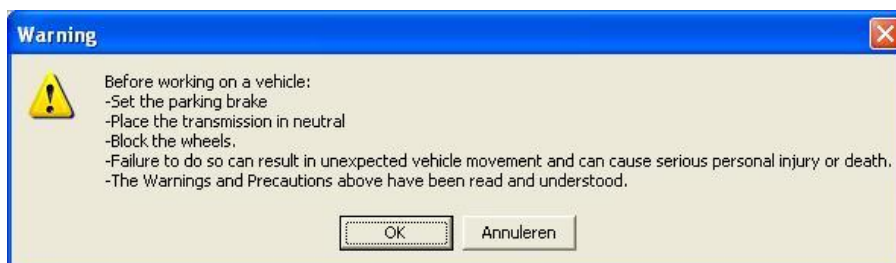 Warning
Before working on a vehicle:
-Set the parking brake
-Place the transmission in neutral
-Block the wheels.
-Failure to do so can result in unexpected vehicle movement and can cause serious personal injury or death.
-The Warnings and Precautions above have been read and understood.
OK Annuleren